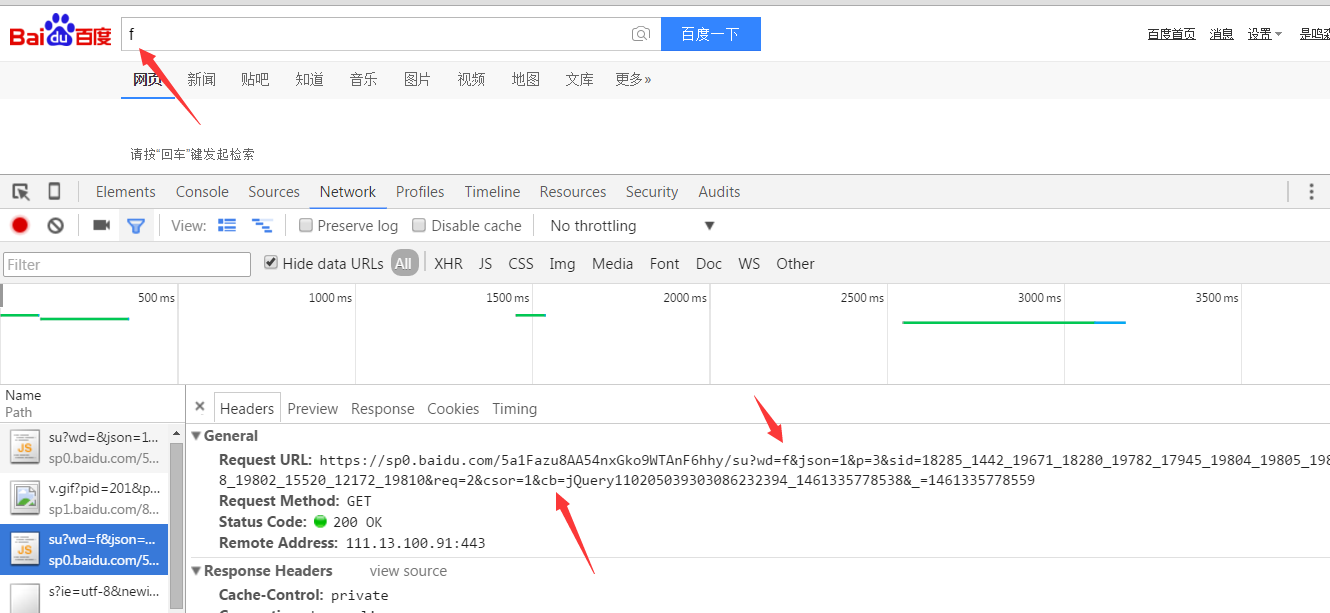 Bai du 百度 f 百度一下 百度首页 消息 设置 是鸣
网页 新闻 贴吧 知道 音乐 图片 视频 地图 文库 更多»
请按“回车”键发起检索
Elements Console Sources Network Profiles Timeline Resources Security Audits
View: Preserve log Disable cache No throttling
Filter Hide data URLs All XHR JS CSS Img Media Font Doc WS Other
500 ms 1000 ms 1500 ms 2000 ms 2500 ms 3000 ms 3500 ms
Name
Path
× Headers Preview Response Cookies Timing
su?wd=&json=1...
sp0.baidu.com/5...
v.gif?pid=201&p...
sp1.baidu.com/8...
su?wd=f&json=...
sp0.baidu.com/5...
s?ie=utf-8&newi...
General
Request URL: https://sp0.baidu.com/5a1Fazu8AA54nxGko9WTAnF6hhy/su?wd=f&json=1&p=3&sid=18285_1442_19671_18280_19782_17945_19804_19805_198
8_19802_15520_12172_19810&req=2&csor=1&cb=jQuery110205039303086232394_1461335778538&_=1461335778559
Request Method: GET
Status Code: 200 OK
Remote Address: 111.13.100.91:443
Response Headers view source
Cache-Control: private